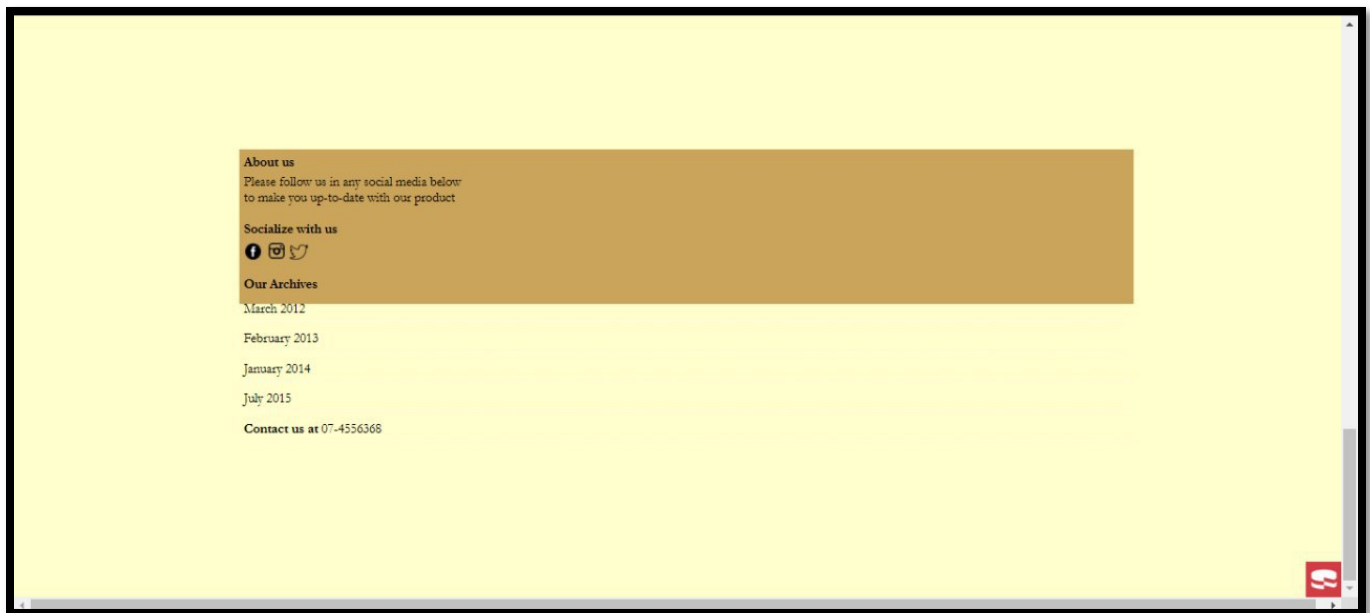 About us
Please follow us in any social media below
to make you up-to-date with our product
Socialize with us
Our Archives
March 2012
February 2013
January 2014
July 2015
Contact us at 07-4556368